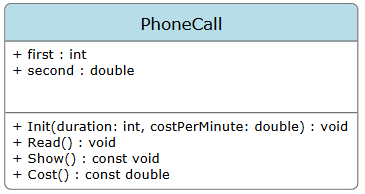 PhoneCall
+ first : int
+ second : double
+ Init(duration: int, costPerMinute: double) : void
+ Read() : void
+ Show() : const void
+ Cost() : const double